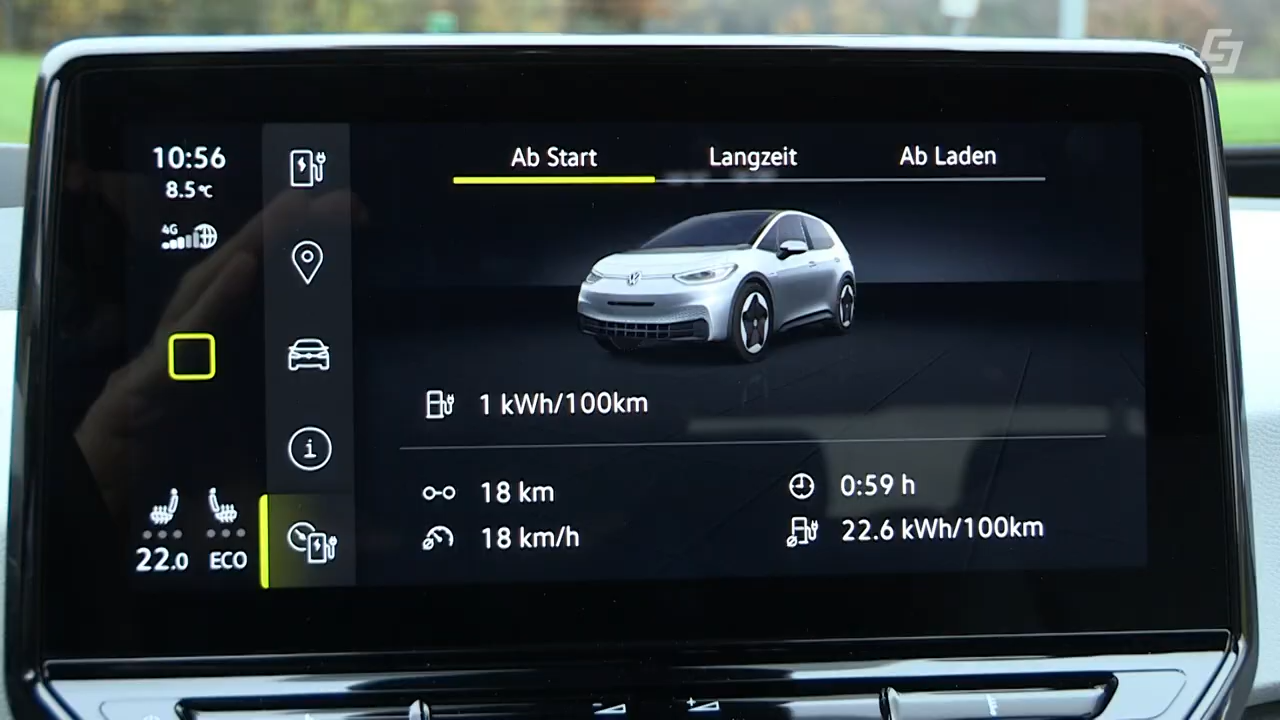 10:56
8.5°C
4G
Ab Start
Langzeit
Ab Laden
1 kWh/100km
18 km
0:59 h
18 km/h
22.6 kWh/100km
22.0
ECO